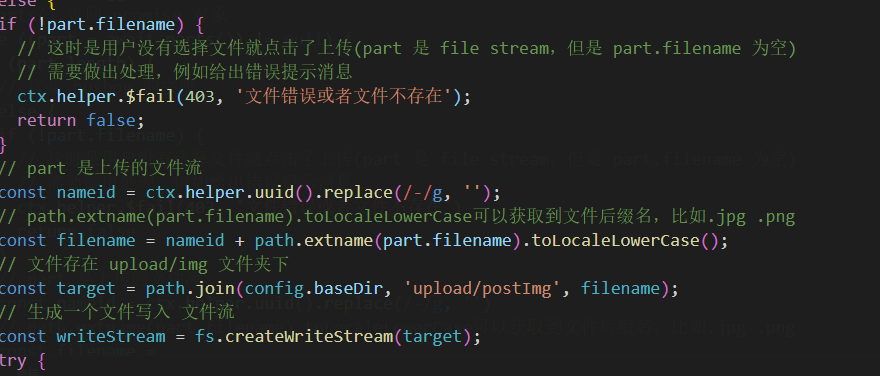 else {
if (!part.filename) {
// 这时是用户没有选择文件就点击了上传(part 是 file stream，但是 part.filename 为空)
// 需要做出处理，例如给出错误提示消息
ctx.helper.$fail(403, '文件错误或者文件不存在');
return false;
}
// part 是上传的文件流
const nameid = ctx.helper.uuid().replace(/-/g, '');
// path.extname(part.filename).toLocaleLowerCase可以获取到文件后缀名，比如.jpg .png
const filename = nameid + path.extname(part.filename).toLocaleLowerCase();
// 文件存在 upload/img 文件夹下
const target = path.join(config.baseDir, 'upload/postImg', filename);
// 生成一个文件写入 文件流
const writeStream = fs.createWriteStream(target);
try {